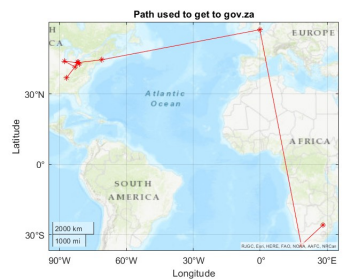 Path used to get to gov.za
H
CA
EUROPE
30°N
Atlantic
Ocean
AFRICA
0°
SOUTH
AMERICA
2000 km
1000 mi
30°S
90°W
60°W
30°W
0°
30°E
Latitude
Longitude